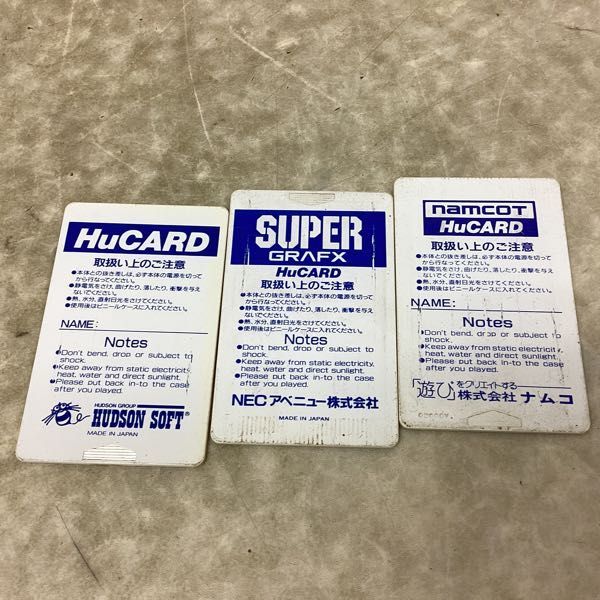 HuCARD
取扱い上のご注意
●本体との抜き差しは、必ず本体の電源を切って
から行なってください。
●静電気をさけ、曲げたり、落したり、衝撃を与え
ないでください。
●熱、水分、直射日光をさけてください。
●使用後はビニールケースに入れてください。
NAME:
Notes
●Don't bend, drop or subject to
shock.
●Keep away from static electricity,
heat, water and direct sunlight.
●Please put back in-to the case
after you played.
HUDSON GROUP
HUDSON SOFT®
MADE IN JAPAN
SUPER
GRAFX
HuCARD
取扱い上のご注意
●本体との抜き差しは、必ず本体の電源を切って
から行なってください。
●静電気をさけ、曲げたり、落したり、衝撃を与え
ないでください。
●熱、水分、直射日光をさけてください。
●使用後はビニールケースに入れてください。
Notes
●Don't bend, drop or subject to
shock.
●Keep away from static electricity,
heat, water and direct sunlight.
●Please put back in-to the case
after you played.
NECアベニュー株式会社
MADE IN JAPAN
namcot
HuCARD
取扱い上のご注意
●本体との抜き差しは、必ず本体の電源を切って
から行なってください。
●静電気をさけ、曲げたり、落したり、衝撃を与え
ないでください。
●熱、水分、直射日光をさけてください。
●使用後はビニールケースに入れてください。
NAME:
Notes
●Don't bend, drop or subject to
shock.
●Keep away from static electricity,
heat, water and direct sunlight.
●Please put back in-to the case
after you played.
「遊び」をクリエイトする
株式会社 ナムコ